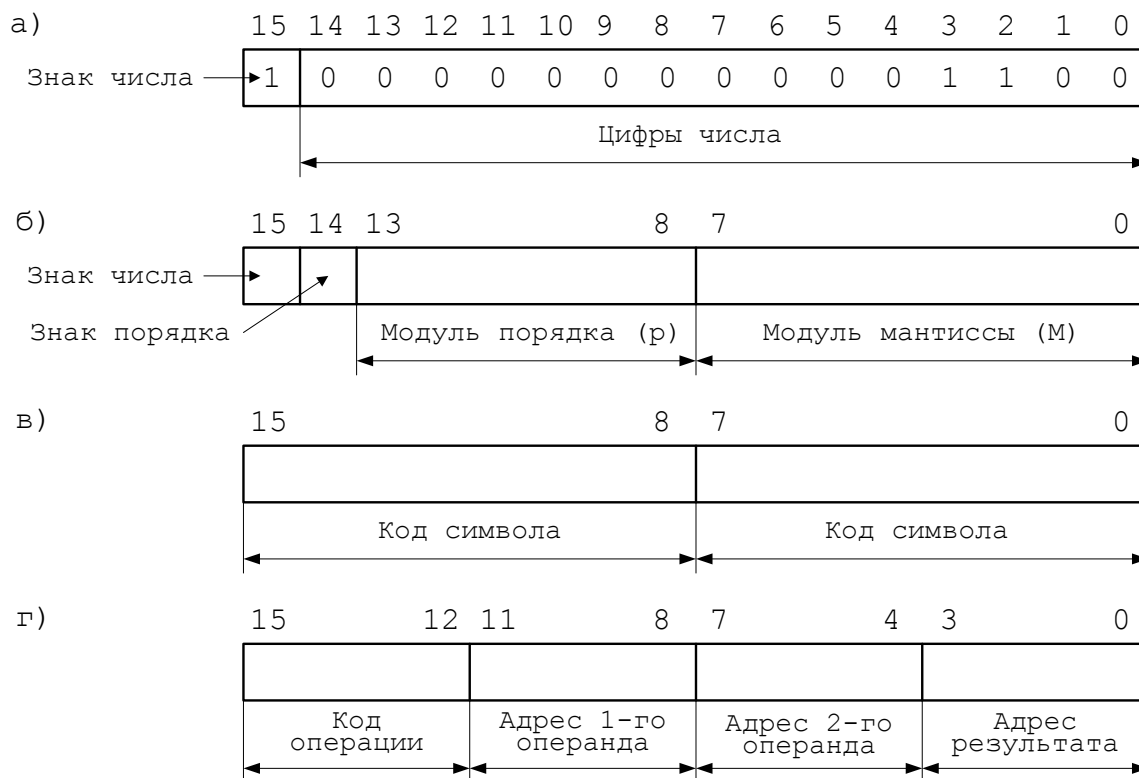 а) 15 14 13 12 11 10 9 8 7 6 5 4 3 2 1 0
Знак числа 1 0 0 0 0 0 0 0 0 0 0 0 1 1 0 0
Цифры числа
б) 15 14 13 8 7 0
Знак числа
Знак порядка Модуль порядка (р) Модуль мантиссы (М)
в) 15 8 7 0
Код символа Код символа
г) 15 12 11 8 7 4 3 0
Код Адрес 1-го Адрес 2-го Адрес
операции операнда операнда результата